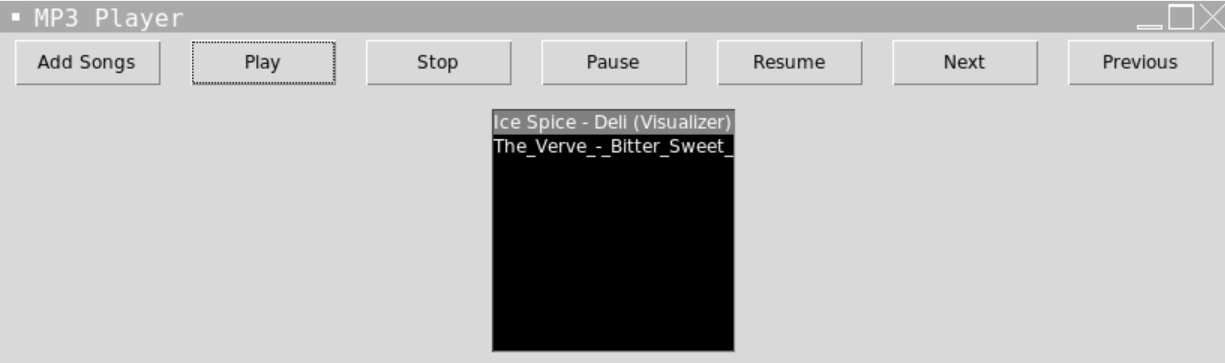 MP3 Player
Add Songs Play Stop Pause Resume Next Previous
Ice Spice - Deli (Visualizer)
The_Verve_-_Bitter_Sweet_